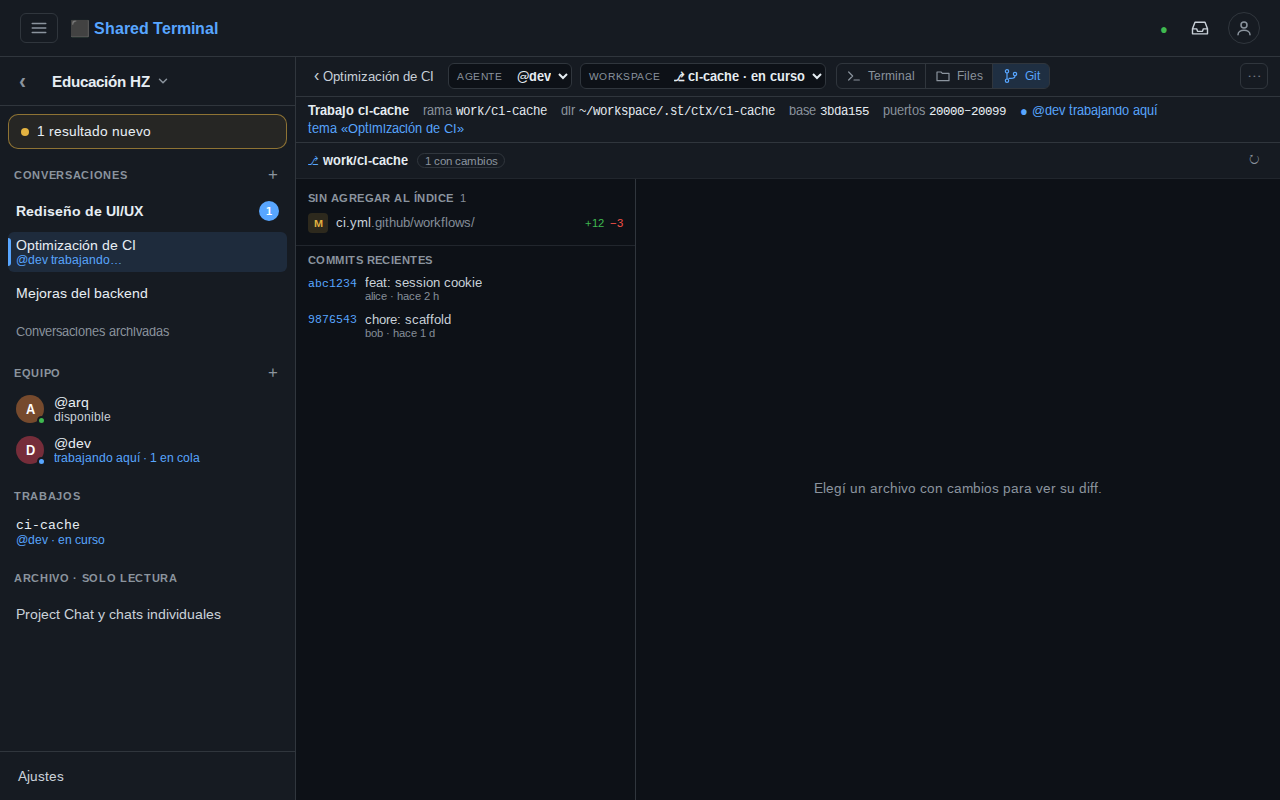 Shared Terminal
Educación HZ
1 resultado nuevo
CONVERSACIONES +
Rediseño de UI/UX 1
Optimización de CI
@dev trabajando…
Mejoras del backend
Conversaciones archivadas
EQUIPO +
A @arq
disponible
D @dev
trabajando aquí · 1 en cola
TRABAJOS
ci-cache
@dev · en curso
ARCHIVO · SOLO LECTURA
Project Chat y chats individuales
Ajustes
‹ Optimización de CI AGENTE @dev WORKSPACE ⎇ ci-cache · en curso Terminal Files Git ···
Trabajo ci-cache rama work/ci-cache dir ~/workspace/.st/ctx/c1-cache base 3bda155 puertos 20000–20099 ● @dev trabajando aquí
tema «Optimización de CI»
⎇ work/ci-cache 1 con cambios ↻
SIN AGREGAR AL ÍNDICE 1
M ci.yml.github/workflows/ +12 −3
COMMITS RECIENTES
abc1234 feat: session cookie
alice · hace 2 h
9876543 chore: scaffold
bob · hace 1 d
Elegí un archivo con cambios para ver su diff.